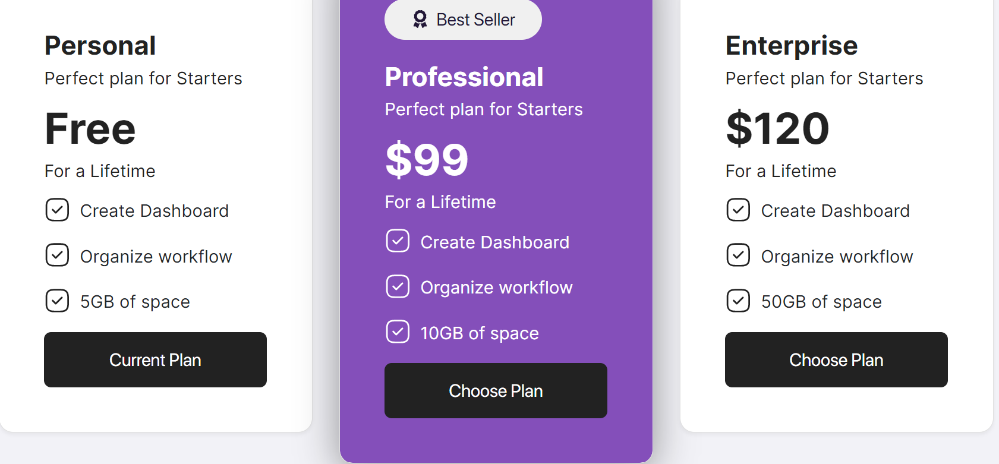 Personal
Perfect plan for Starters
Free
For a Lifetime
Create Dashboard
Organize workflow
5GB of space
Current Plan
Best Seller
Professional
Perfect plan for Starters
$99
For a Lifetime
Create Dashboard
Organize workflow
10GB of space
Choose Plan
Enterprise
Perfect plan for Starters
$120
For a Lifetime
Create Dashboard
Organize workflow
50GB of space
Choose Plan